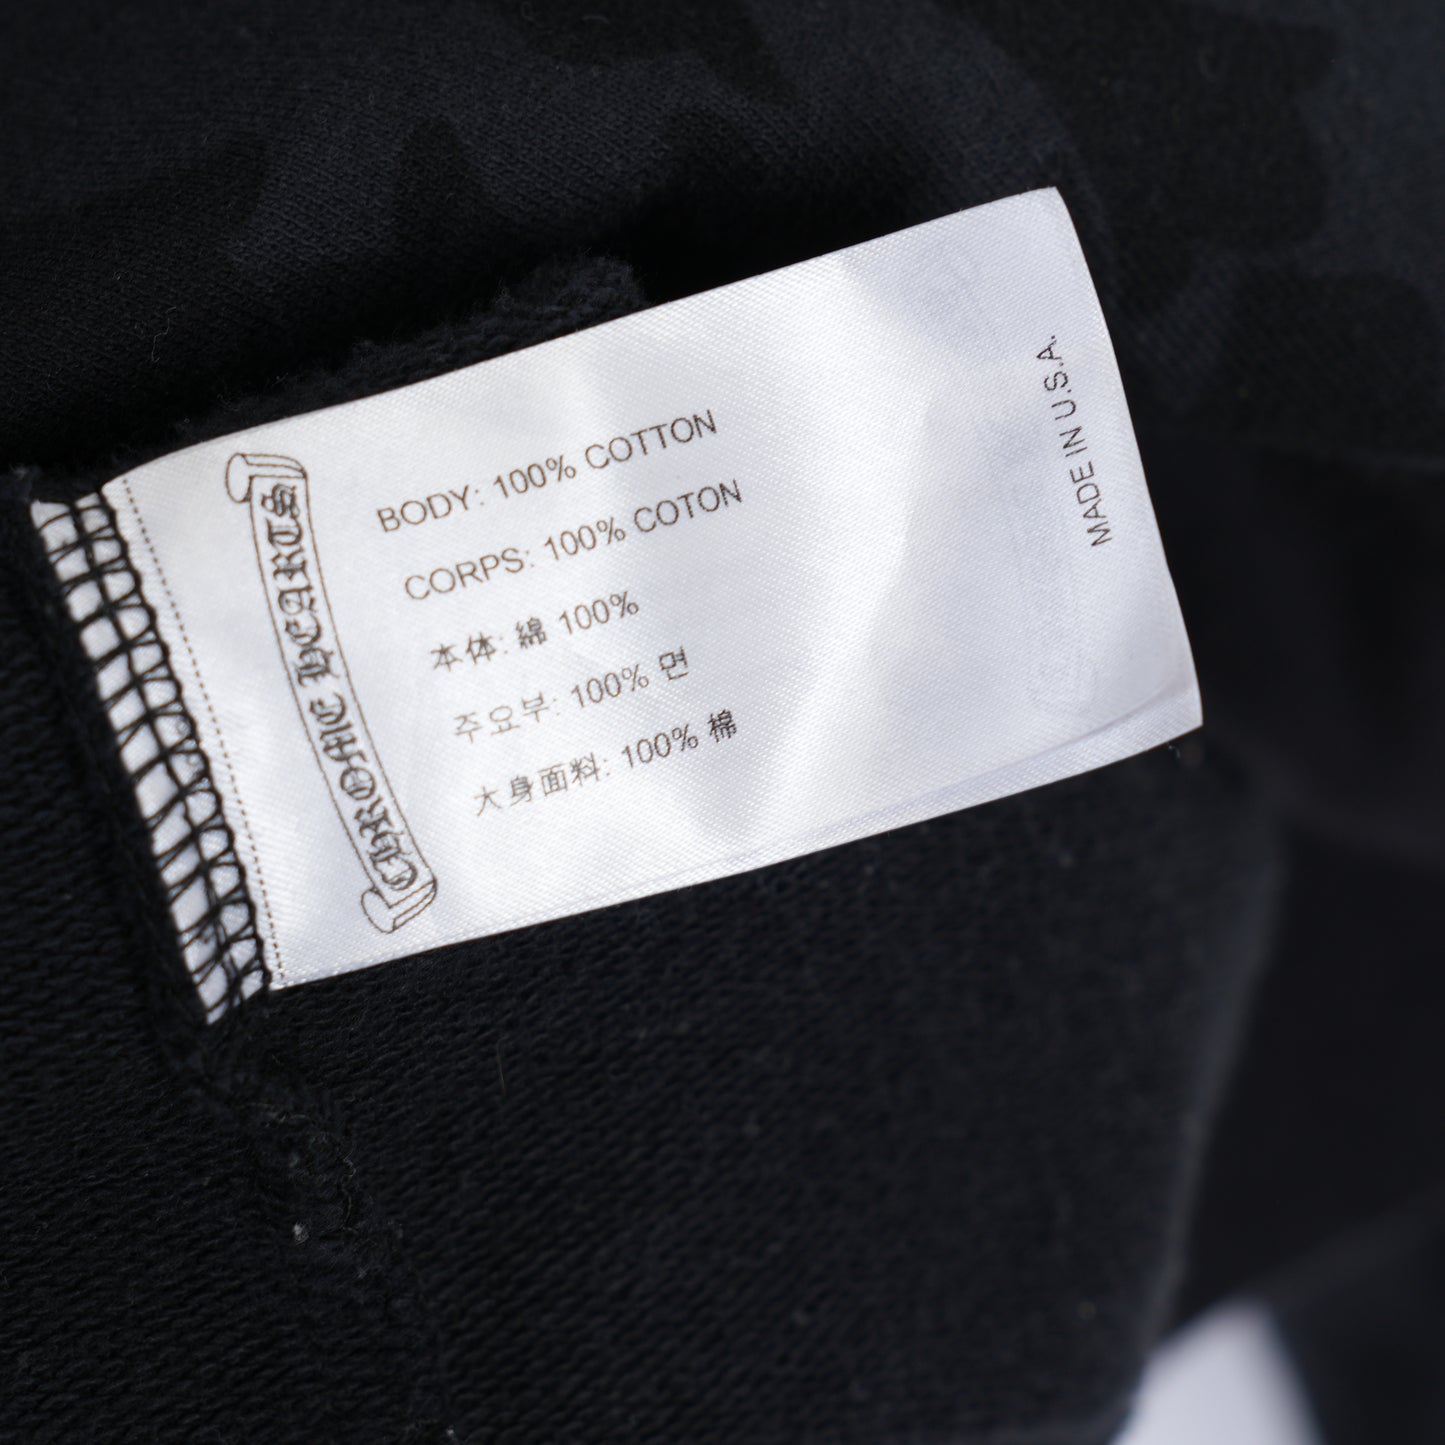 CHROME HEARTS
BODY: 100% COTTON
CORPS: 100% COTON
本体: 綿 100%
주요부: 100% 면
大身面料: 100% 棉
MADE IN U.S.A.